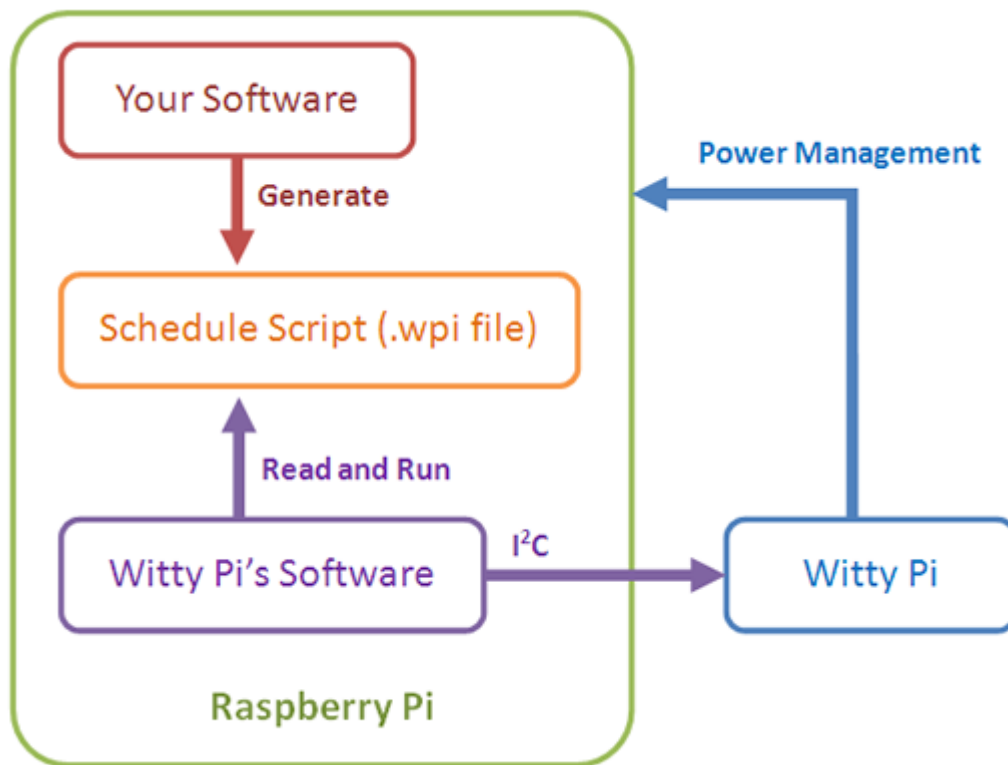 Your Software
Power Management
Generate
Schedule Script (.wpi file)
Read and Run
I²C
Witty Pi’s Software
Witty Pi
Raspberry Pi